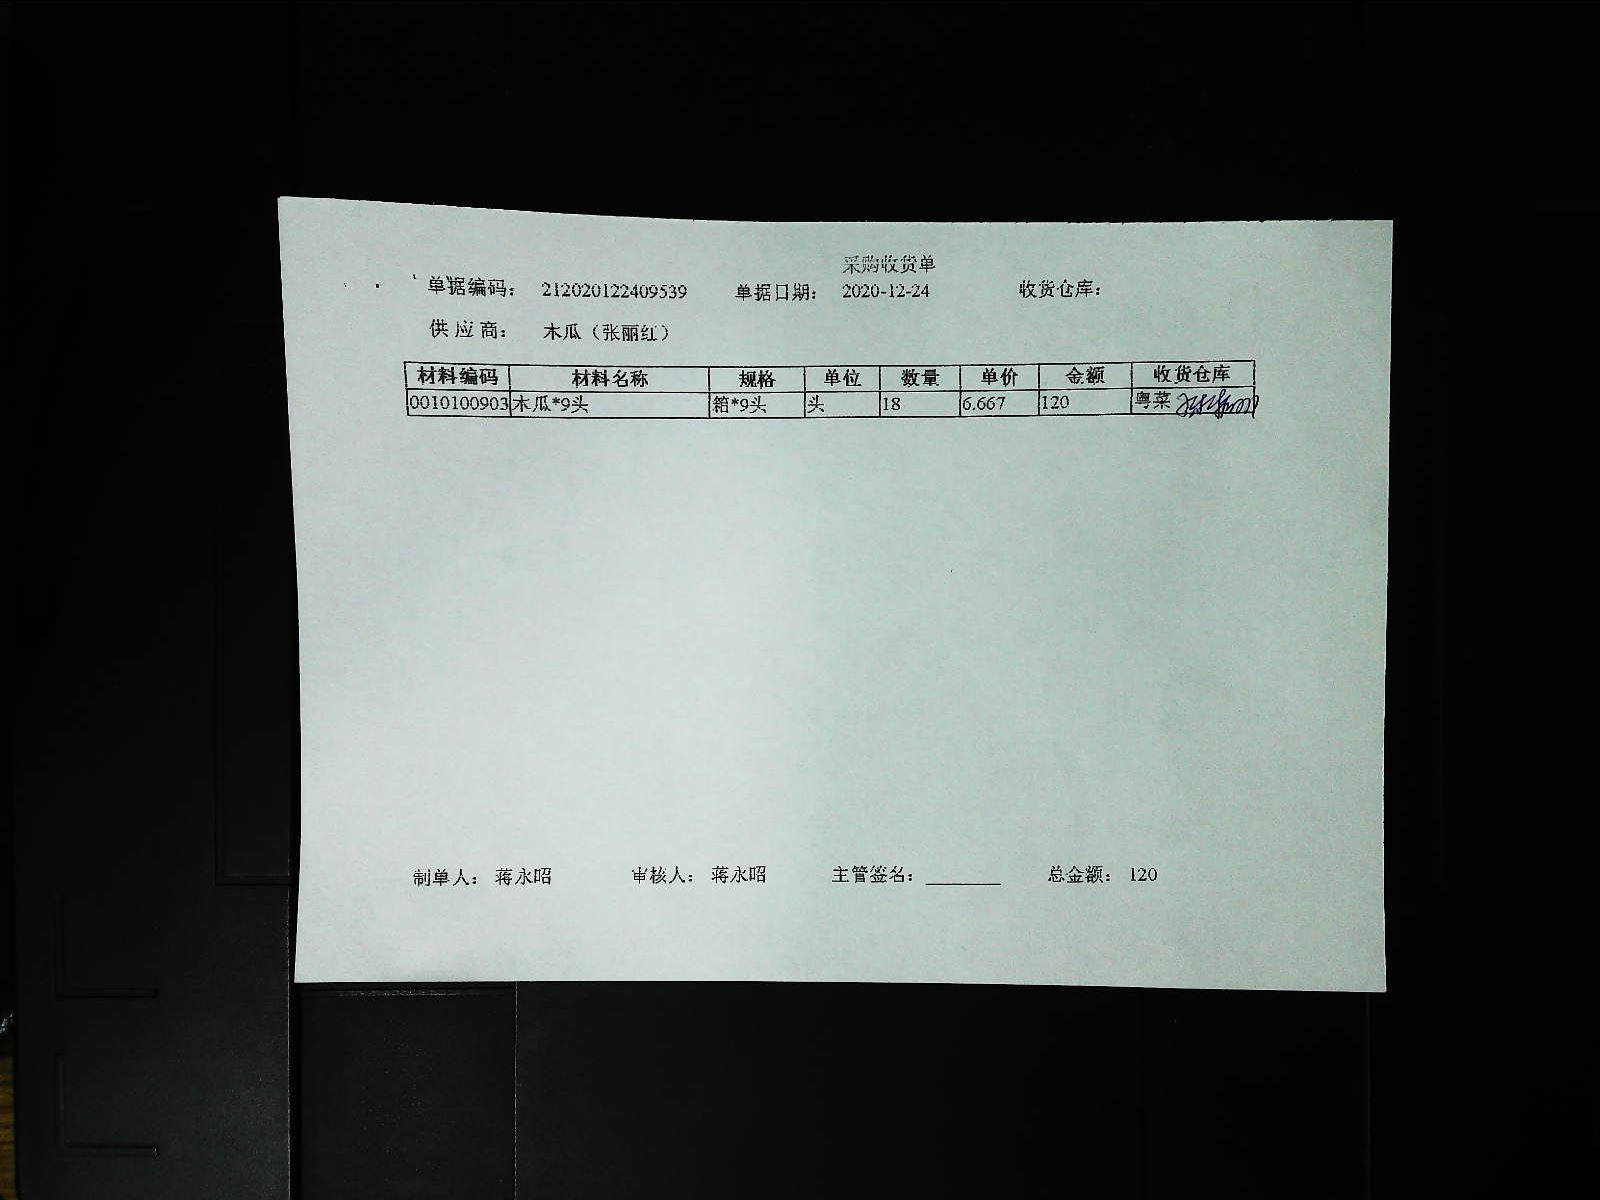 采购收货单
单据编码： 212020122409539 单据日期： 2020-12-24 收货仓库：
供 应 商： 木瓜（张丽红）
材料编码 材料名称 规格 单位 数量 单价 金额 收货仓库
0010100903 木瓜*9头 箱*9头 头 18 6.667 120 粤菜
制单人： 蒋永昭 审核人： 蒋永昭 主管签名： 总金额： 120